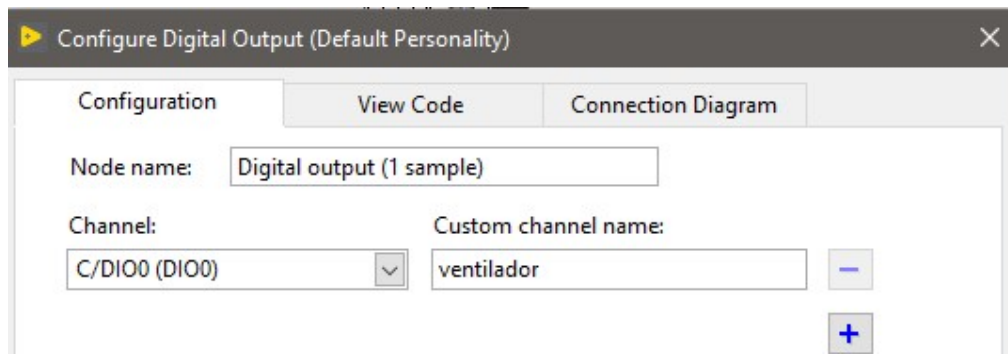 Configure Digital Output (Default Personality)
Configuration View Code Connection Diagram
Node name: Digital output (1 sample)
Channel: Custom channel name:
C/DIO0 (DIO0) ventilador